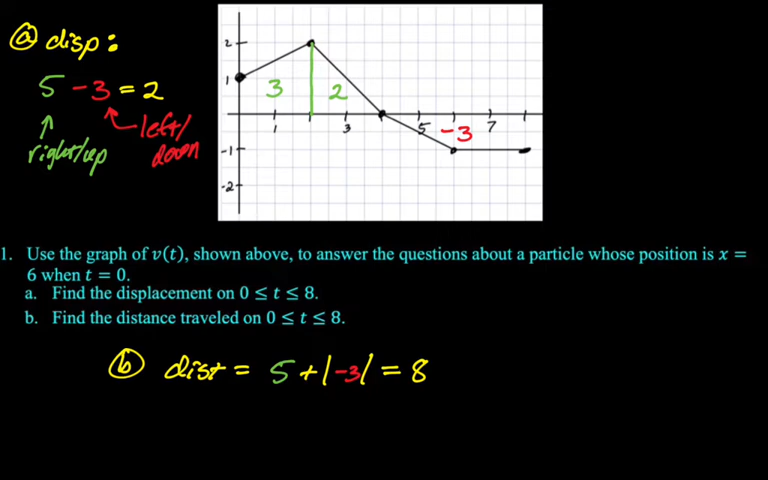 ⓐ disp:
5 -3 = 2
right/up
left/down
2
1
3
2
1
3
5
-3
7
-1
-2
1. Use the graph of v(t), shown above, to answer the questions about a particle whose position is x =
6 when t = 0.
a. Find the displacement on 0 ≤ t ≤ 8.
b. Find the distance traveled on 0 ≤ t ≤ 8.
ⓑ dist = 5 + |-3| = 8